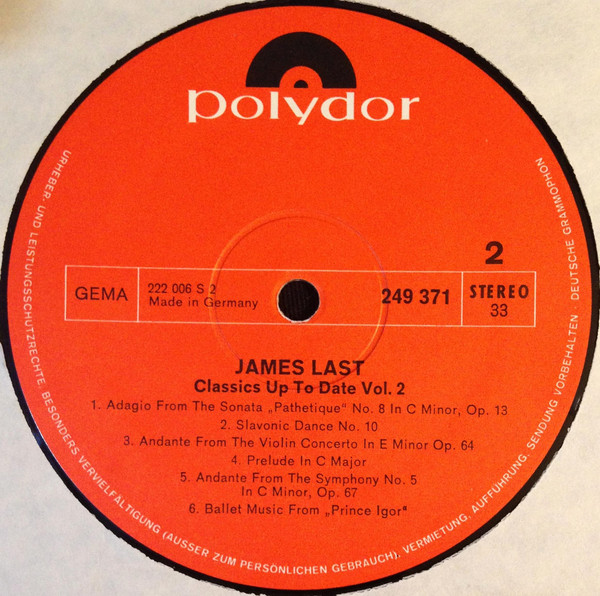 polydor
2
GEMA
222 006 S 2
Made in Germany
249 371
STEREO
33
JAMES LAST
Classics Up To Date Vol. 2
1. Adagio From The Sonata „Pathetique“ No. 8 In C Minor, Op. 13
2. Slavonic Dance No. 10
3. Andante From The Violin Concerto In E Minor Op. 64
4. Prelude In C Major
5. Andante From The Symphony No. 5
In C Minor, Op. 67
6. Ballet Music From „Prince Igor“
URHEBER- UND LEISTUNGSSCHUTZRECHTE, BESONDERS VERVIELFÄLTIGUNG (AUSSER ZUM PERSÖNLICHEN GEBRAUCH), VERMIETUNG, AUFFÜHRUNG, SENDUNG VORBEHALTEN DEUTSCHE GRAMMOPHON